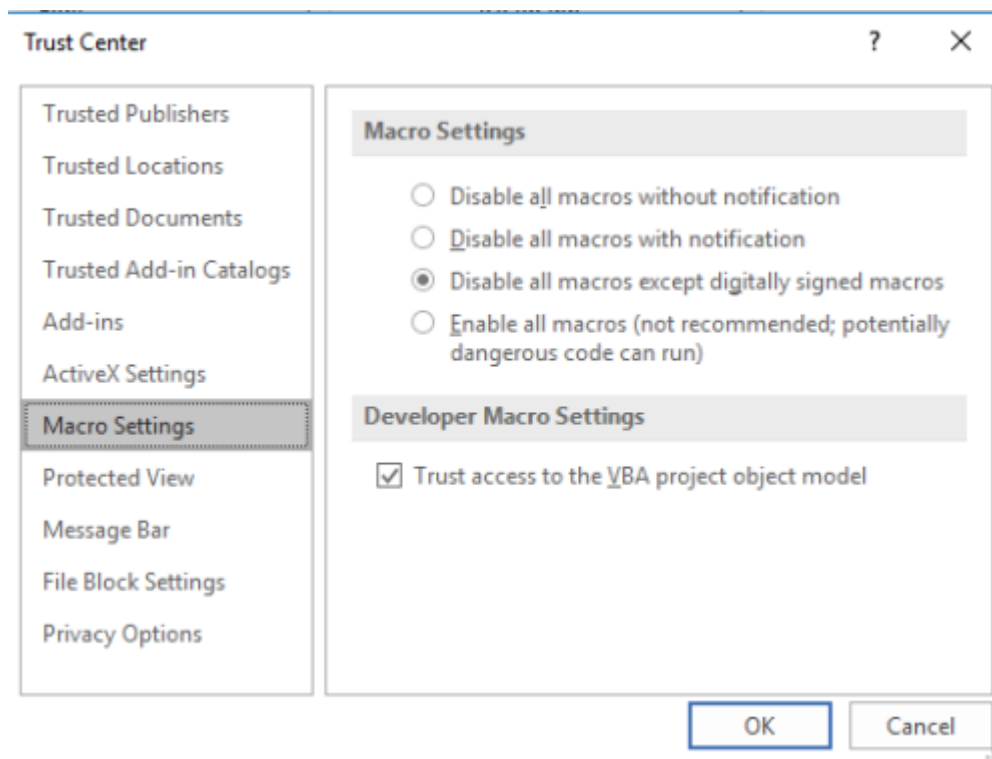 Trust Center
?
Trusted Publishers
Trusted Locations
Trusted Documents
Trusted Add-in Catalogs
Add-ins
ActiveX Settings
Macro Settings
Protected View
Message Bar
File Block Settings
Privacy Options
Macro Settings
Disable all macros without notification
Disable all macros with notification
Disable all macros except digitally signed macros
Enable all macros (not recommended; potentially
dangerous code can run)
Developer Macro Settings
Trust access to the VBA project object model
OK
Cancel